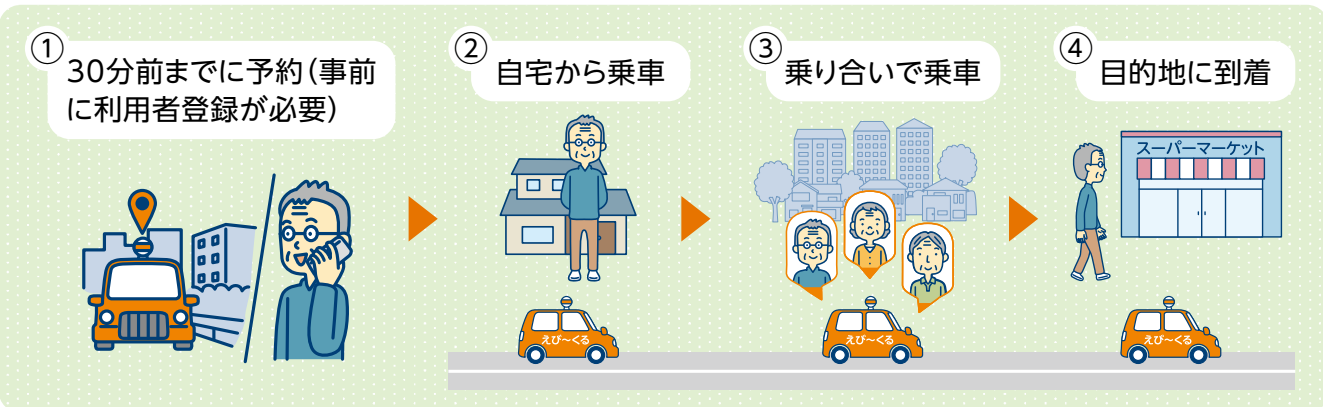 ①
30分前までに予約(事前
に利用者登録が必要)
②
自宅から乗車
③
乗り合いで乗車
④
目的地に到着
スーパーマーケット
えび～くる
えび～くる
えび～くる